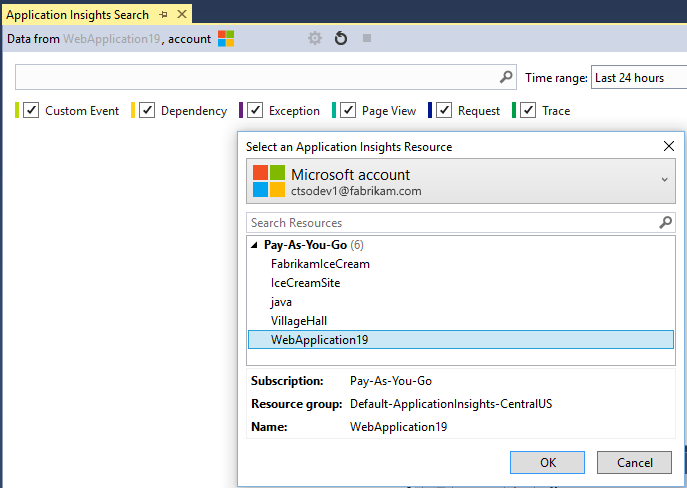 Application Insights Search
Data from WebApplication19, account
Time range: Last 24 hours
Custom Event Dependency Exception Page View Request Trace
Select an Application Insights Resource
Microsoft account
ctsodev1@fabrikam.com
Search Resources
Pay-As-You-Go (6)
FabrikamIceCream
IceCreamSite
java
VillageHall
WebApplication19
Subscription: Pay-As-You-Go
Resource group: Default-ApplicationInsights-CentralUS
Name: WebApplication19
OK Cancel